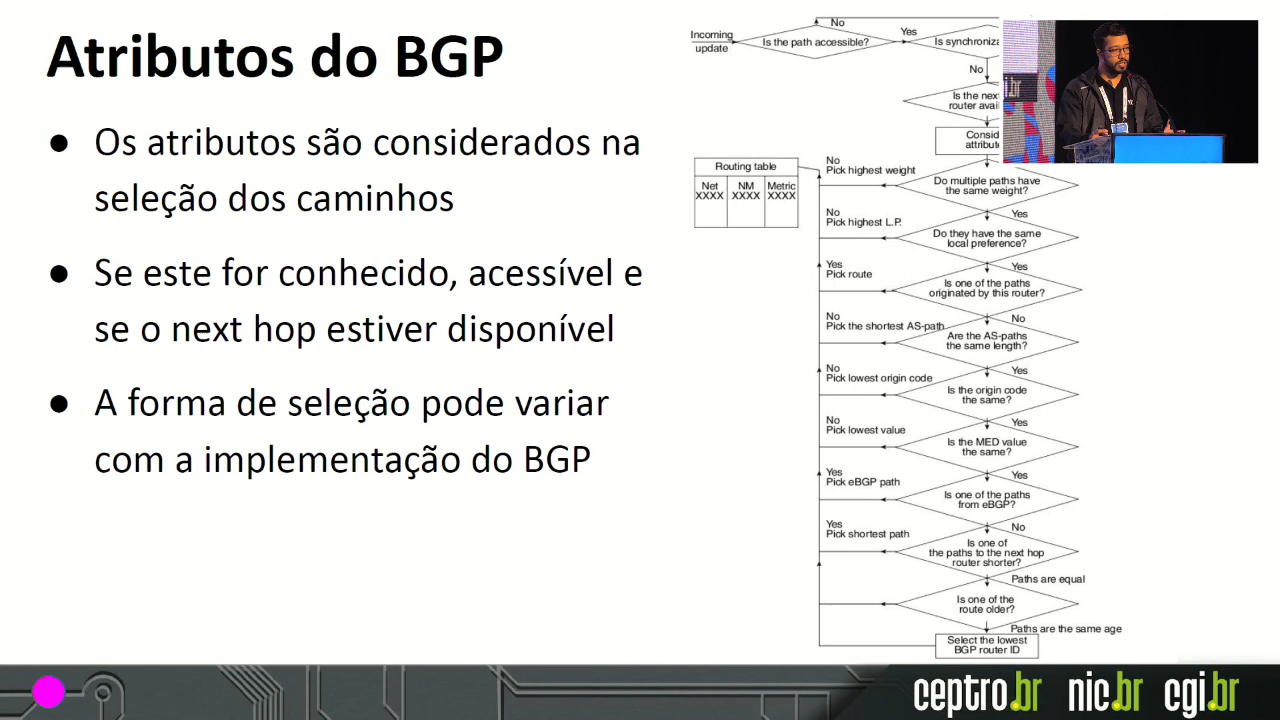 Atributos do BGP
● Os atributos são considerados na
seleção dos caminhos
● Se este for conhecido, acessível e
se o next hop estiver disponível
● A forma de seleção pode variar
com a implementação do BGP
Incoming
update
Is the path accessible?
No
Yes
Is
No
Is the
router
Routing table
Net NM Metric
XXXX XXXX XXXX
No
Pick highest weight
Do multiple paths have
the same weight?
Yes
No
Pick highest L.P.
Do they have the same
local preference?
Yes
Yes
Pick route
Is one of the paths
originated by this router?
No
No
Pick the shortest AS-path
Are the AS-paths
the same length?
Yes
No
Pick lowest origin code
Is the origin code
the same?
Yes
No
Pick lowest value
Is the MED value
the same?
Yes
Yes
Pick eBGP path
Is one of the paths
from eBGP?
No
Yes
Pick shortest path
Is one of
the paths to the next hop
router shorter?
Paths are equal
Is one of the
route older?
Paths are the same age
Select the lowest
BGP router ID
ceptro.br nic.br cgi.br